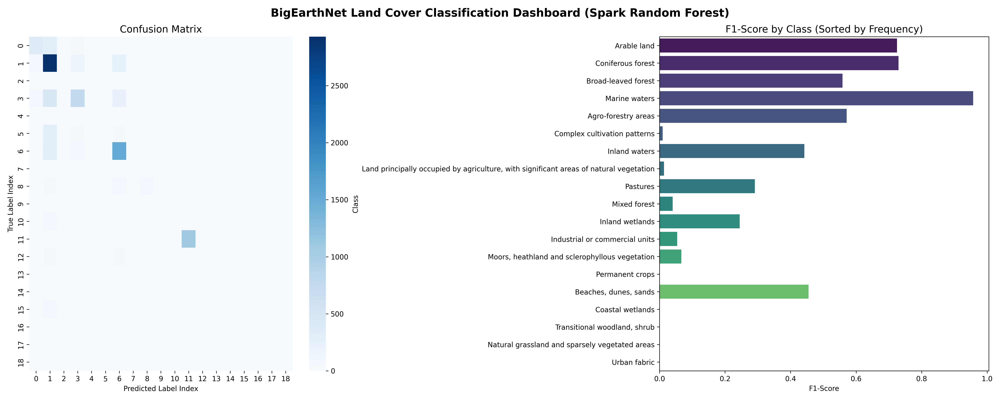 BigEarthNet Land Cover Classification Dashboard (Spark Random Forest)
Confusion Matrix
True Label Index
0
1
2
3
4
5
6
7
8
9
10
11
12
13
14
15
16
17
18
0 1 2 3 4 5 6 7 8 9 10 11 12 13 14 15 16 17 18
Predicted Label Index
2500
2000
1500
1000
500
0
F1-Score by Class (Sorted by Frequency)
Class
Arable land
Coniferous forest
Broad-leaved forest
Marine waters
Agro-forestry areas
Complex cultivation patterns
Inland waters
Land principally occupied by agriculture, with significant areas of natural vegetation
Pastures
Mixed forest
Inland wetlands
Industrial or commercial units
Moors, heathland and sclerophyllous vegetation
Permanent crops
Beaches, dunes, sands
Coastal wetlands
Transitional woodland, shrub
Natural grassland and sparsely vegetated areas
Urban fabric
0.0 0.2 0.4 0.6 0.8 1.0
F1-Score